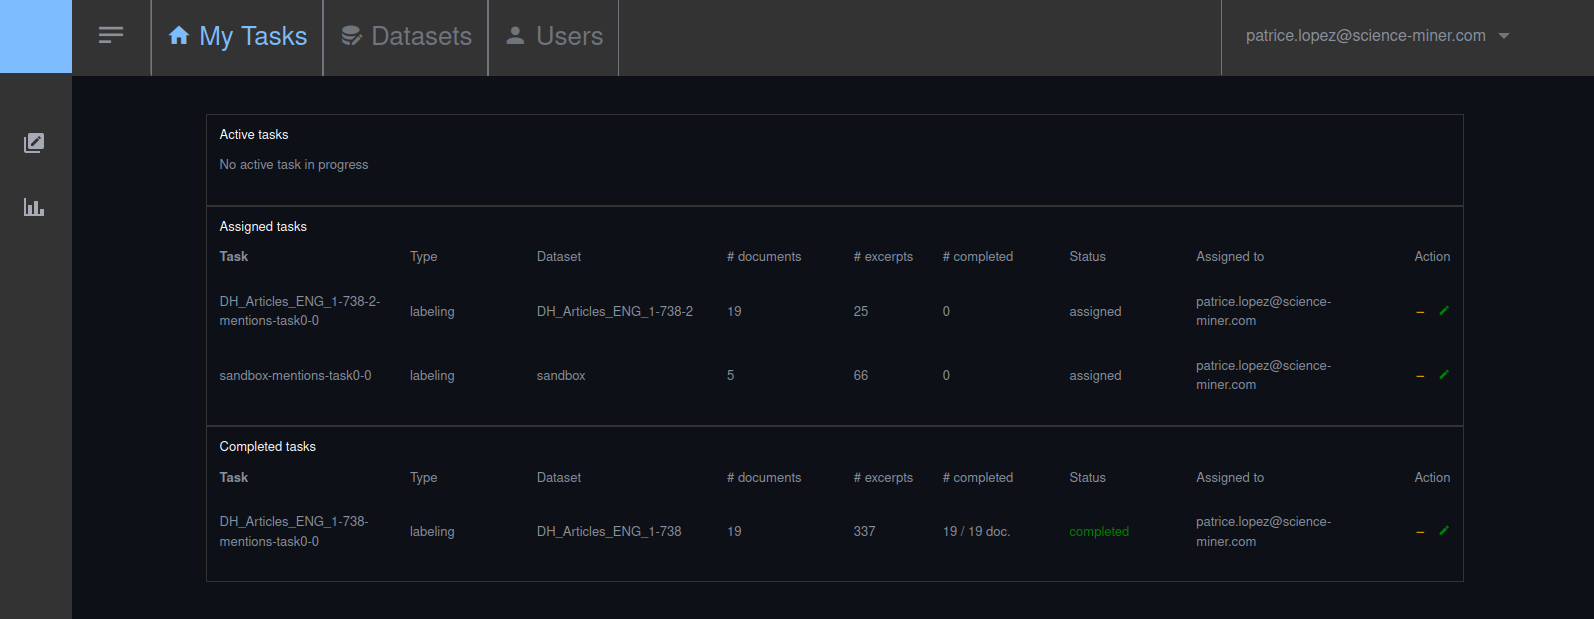 My Tasks Datasets Users patrice.lopez@science-miner.com
Active tasks
No active task in progress
Assigned tasks
Task Type Dataset # documents # excerpts # completed Status Assigned to Action
DH_Articles_ENG_1-738-2- patrice.lopez@science-
mentions-task0-0 labeling DH_Articles_ENG_1-738-2 19 25 0 assigned miner.com
sandbox-mentions-task0-0 labeling sandbox 5 66 0 assigned patrice.lopez@science-
miner.com
Completed tasks
Task Type Dataset # documents # excerpts # completed Status Assigned to Action
DH_Articles_ENG_1-738- patrice.lopez@science-
mentions-task0-0 labeling DH_Articles_ENG_1-738 19 337 19 / 19 doc. completed miner.com